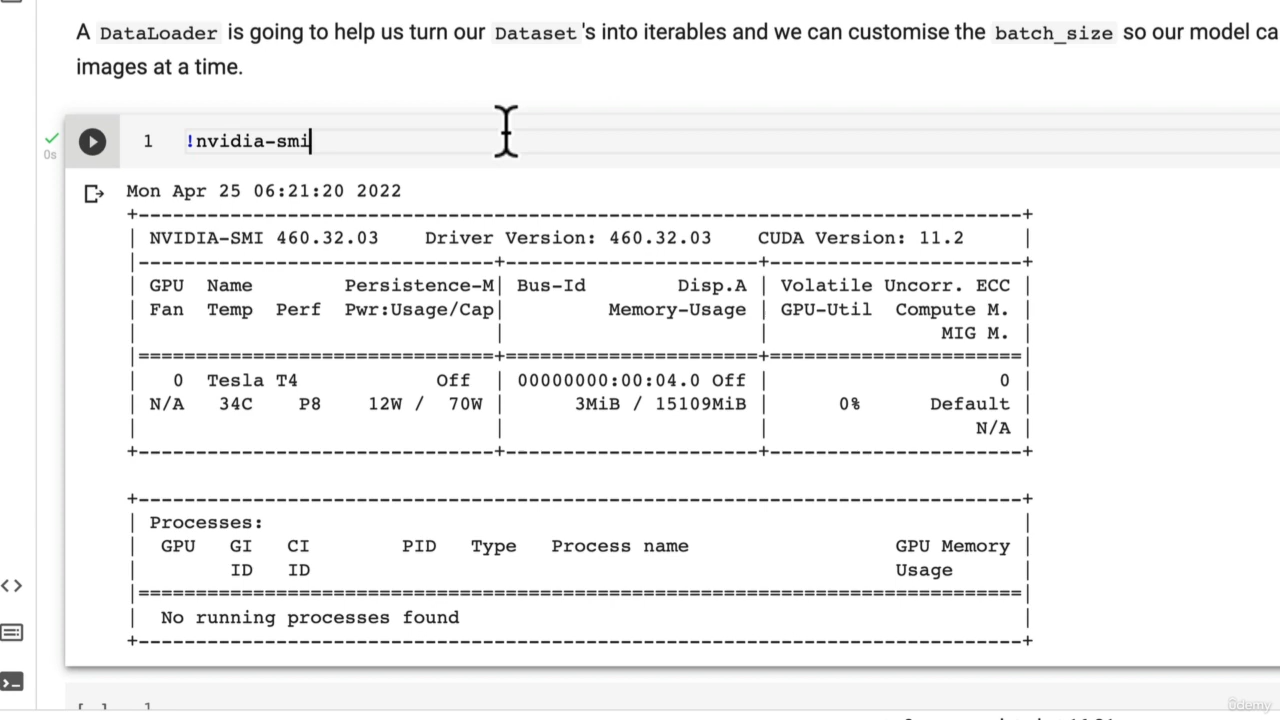 A DataLoader is going to help us turn our Dataset's into iterables and we can customise the batch_size so our model ca
images at a time.
0s
1 !nvidia-smi
Mon Apr 25 06:21:20 2022
+-----------------------------------------------------------------------------+
| NVIDIA-SMI 460.32.03    Driver Version: 460.32.03    CUDA Version: 11.2     |
|-------------------------------+----------------------+----------------------+
| GPU  Name        Persistence-M| Bus-Id        Disp.A | Volatile Uncorr. ECC |
| Fan  Temp  Perf  Pwr:Usage/Cap|         Memory-Usage | GPU-Util  Compute M. |
|                               |                      |               MIG M. |
|===============================+======================+======================|
|   0  Tesla T4            Off  | 00000000:00:04.0 Off |                    0 |
| N/A   34C    P8    12W /  70W |      3MiB / 15109MiB |      0%      Default |
|                               |                      |                  N/A |
+-------------------------------+----------------------+----------------------+
+-----------------------------------------------------------------------------+
| Processes:                                                                  |
|  GPU   GI   CI        PID   Type   Process name                  GPU Memory |
|        ID   ID                                                   Usage      |
|=============================================================================|
|  No running processes found                                                 |
+-----------------------------------------------------------------------------+
[ ] 1
ûdemy